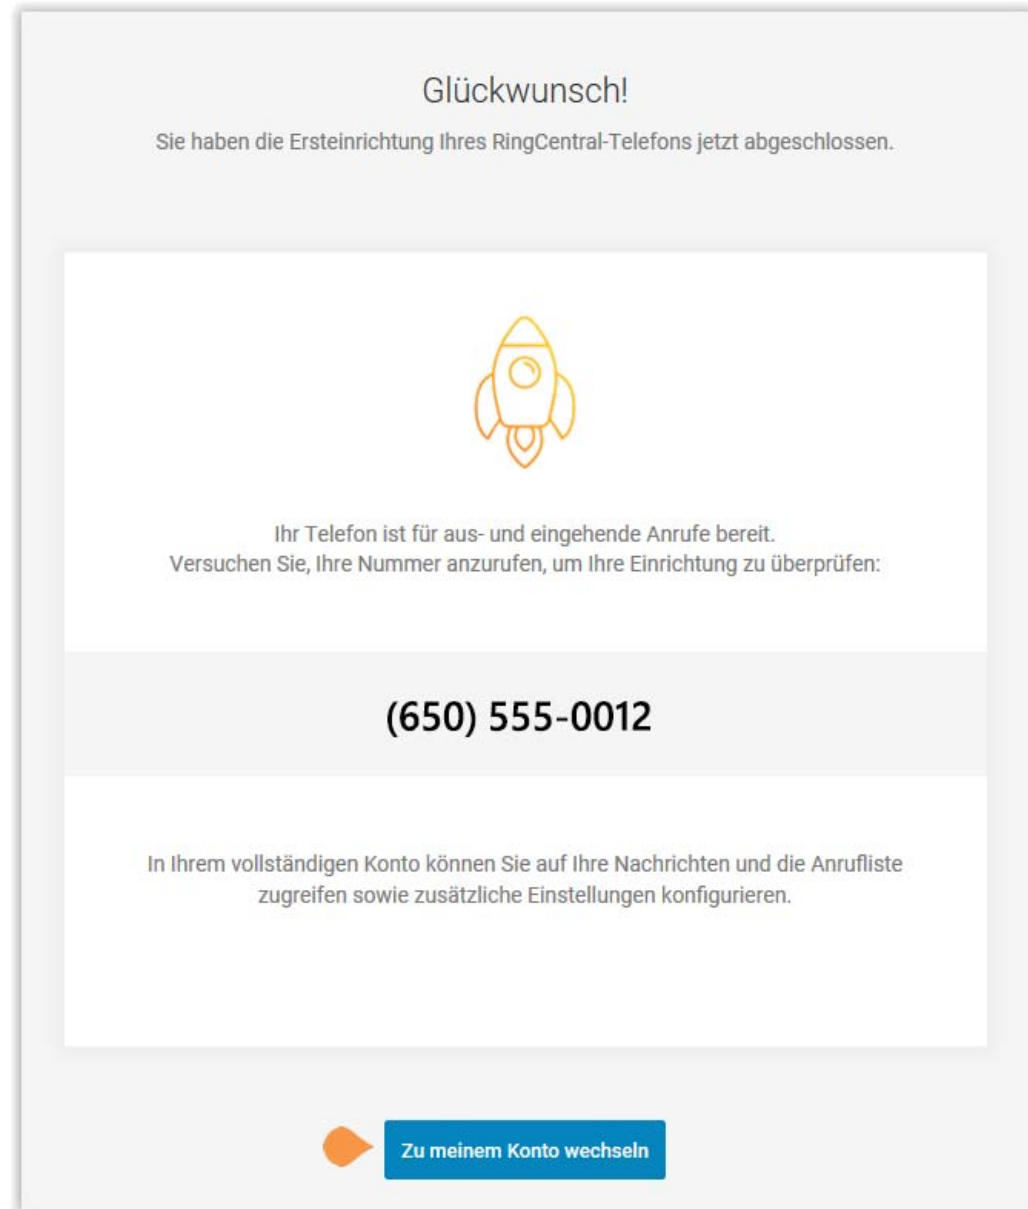 Glückwunsch!
Sie haben die Ersteinrichtung Ihres RingCentral-Telefons jetzt abgeschlossen.
Ihr Telefon ist für aus- und eingehende Anrufe bereit.
Versuchen Sie, Ihre Nummer anzurufen, um Ihre Einrichtung zu überprüfen:
(650) 555-0012
In Ihrem vollständigen Konto können Sie auf Ihre Nachrichten und die Anrufliste
zugreifen sowie zusätzliche Einstellungen konfigurieren.
Zu meinem Konto wechseln